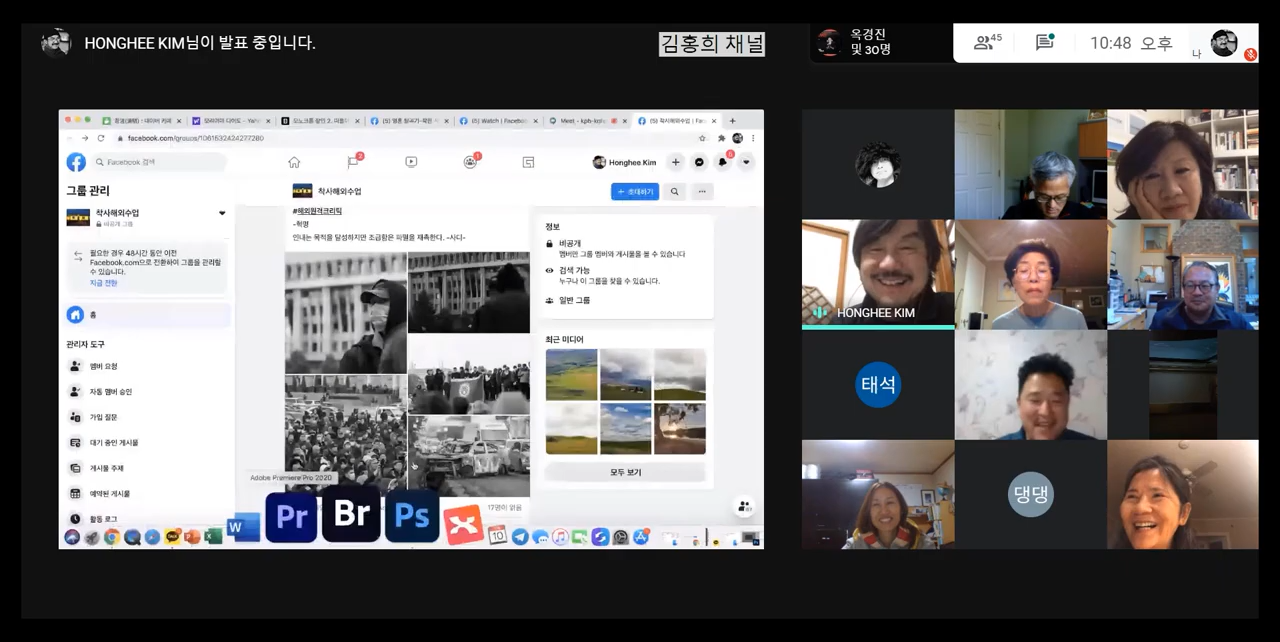 HONGHEE KIM님이 발표 중입니다.
김홍희 채널
옥경진
및 30명
45
10:48 오후
나
facebook.com/groups/1061632424277280
Facebook 검색
3
1
Honghee Kim
그룹 관리
착사해외수업
비공개 그룹
필요한 경우 48시간 동안 이전
Facebook.com으로 전환하여 그룹을 관리할
수 있습니다.
지금 전환
홈
관리자 도구
멤버 요청
자동 멤버 승인
가입 질문
대기 중인 게시물
게시물 주제
예약된 게시물
활동 로그
착사해외수업
+ 초대하기
#해외원격크리틱
-혁명
인내는 목적을 달성하지만 조급함은 파멸을 재촉한다. -사디-
17명이 읽음
정보
비공개
멤버만 그룹 멤버와 게시물을 볼 수 있습니다
검색 가능
누구나 이 그룹을 찾을 수 있습니다.
일반 그룹
최근 미디어
모두 보기
Adobe Premiere Pro 2020
W
Pr
Br
Ps
10
HONGHEE KIM
태석
댕댕